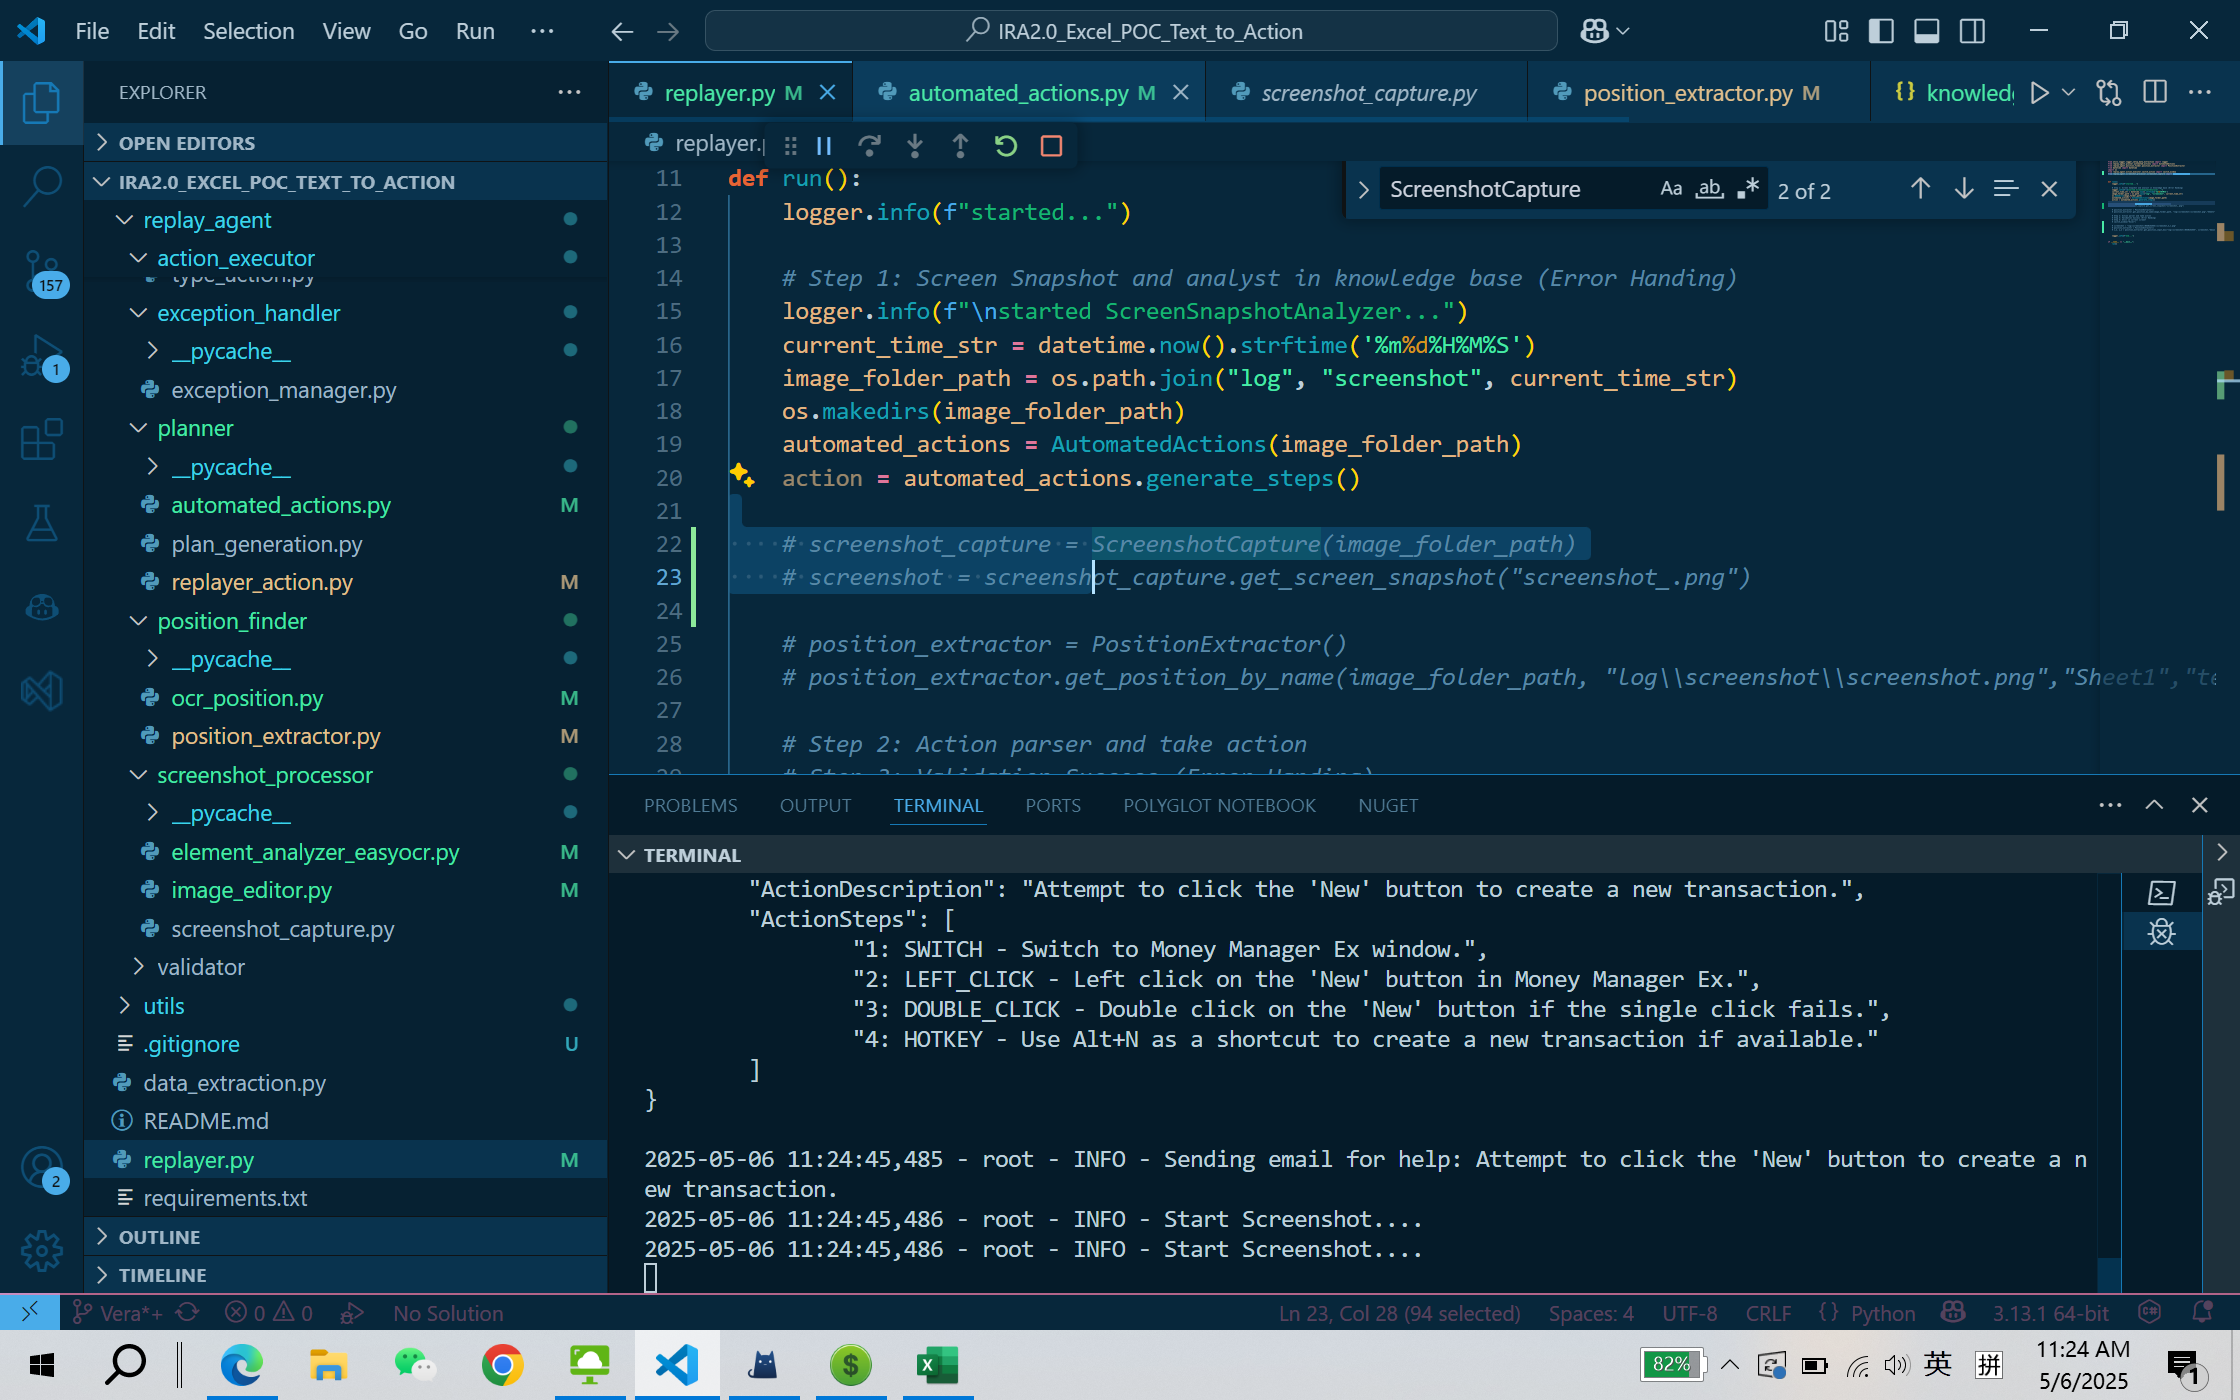 File Edit Selection View Go Run ···
IRA2.0_Excel_POC_Text_to_Action
EXPLORER
OPEN EDITORS
IRA2.0_EXCEL_POC_TEXT_TO_ACTION
replay_agent
action_executor
type_action.py
exception_handler
__pycache__
exception_manager.py
planner
__pycache__
automated_actions.py M
plan_generation.py
replayer_action.py M
position_finder
__pycache__
ocr_position.py M
position_extractor.py M
screenshot_processor
__pycache__
element_analyzer_easyocr.py M
image_editor.py M
screenshot_capture.py
validator
utils
.gitignore U
data_extraction.py
README.md
replayer.py M
requirements.txt
OUTLINE
TIMELINE
157
1
2
replayer.py M
automated_actions.py M
screenshot_capture.py
position_extractor.py M
{} knowled
replayer.
ScreenshotCapture Aa ab .* 2 of 2
11 def run():
12 logger.info(f"started...")
13
14 # Step 1: Screen Snapshot and analyst in knowledge base (Error Handing)
15 logger.info(f"\nstarted ScreenSnapshotAnalyzer...")
16 current_time_str = datetime.now().strftime('%m%d%H%M%S')
17 image_folder_path = os.path.join("log", "screenshot", current_time_str)
18 os.makedirs(image_folder_path)
19 automated_actions = AutomatedActions(image_folder_path)
20 action = automated_actions.generate_steps()
21
22 # screenshot_capture = ScreenshotCapture(image_folder_path)
23 # screenshot = screenshot_capture.get_screen_snapshot("screenshot_.png")
24
25 # position_extractor = PositionExtractor()
26 # position_extractor.get_position_by_name(image_folder_path, "log\\screenshot\\screenshot.png","Sheet1","te
27
28 # Step 2: Action parser and take action
29 # Step 3: Validation Success (Error Handing)
PROBLEMS OUTPUT TERMINAL PORTS POLYGLOT NOTEBOOK NUGET
TERMINAL
"ActionDescription": "Attempt to click the 'New' button to create a new transaction.",
"ActionSteps": [
"1: SWITCH - Switch to Money Manager Ex window.",
"2: LEFT_CLICK - Left click on the 'New' button in Money Manager Ex.",
"3: DOUBLE_CLICK - Double click on the 'New' button if the single click fails.",
"4: HOTKEY - Use Alt+N as a shortcut to create a new transaction if available."
]
}
2025-05-06 11:24:45,485 - root - INFO - Sending email for help: Attempt to click the 'New' button to create a n
ew transaction.
2025-05-06 11:24:45,486 - root - INFO - Start Screenshot....
2025-05-06 11:24:45,486 - root - INFO - Start Screenshot....
Vera*+ 0 0 No Solution Ln 23, Col 28 (94 selected) Spaces: 4 UTF-8 CRLF {} Python 3.13.1 64-bit
82% 英 拼 11:24 AM
5/6/2025
1